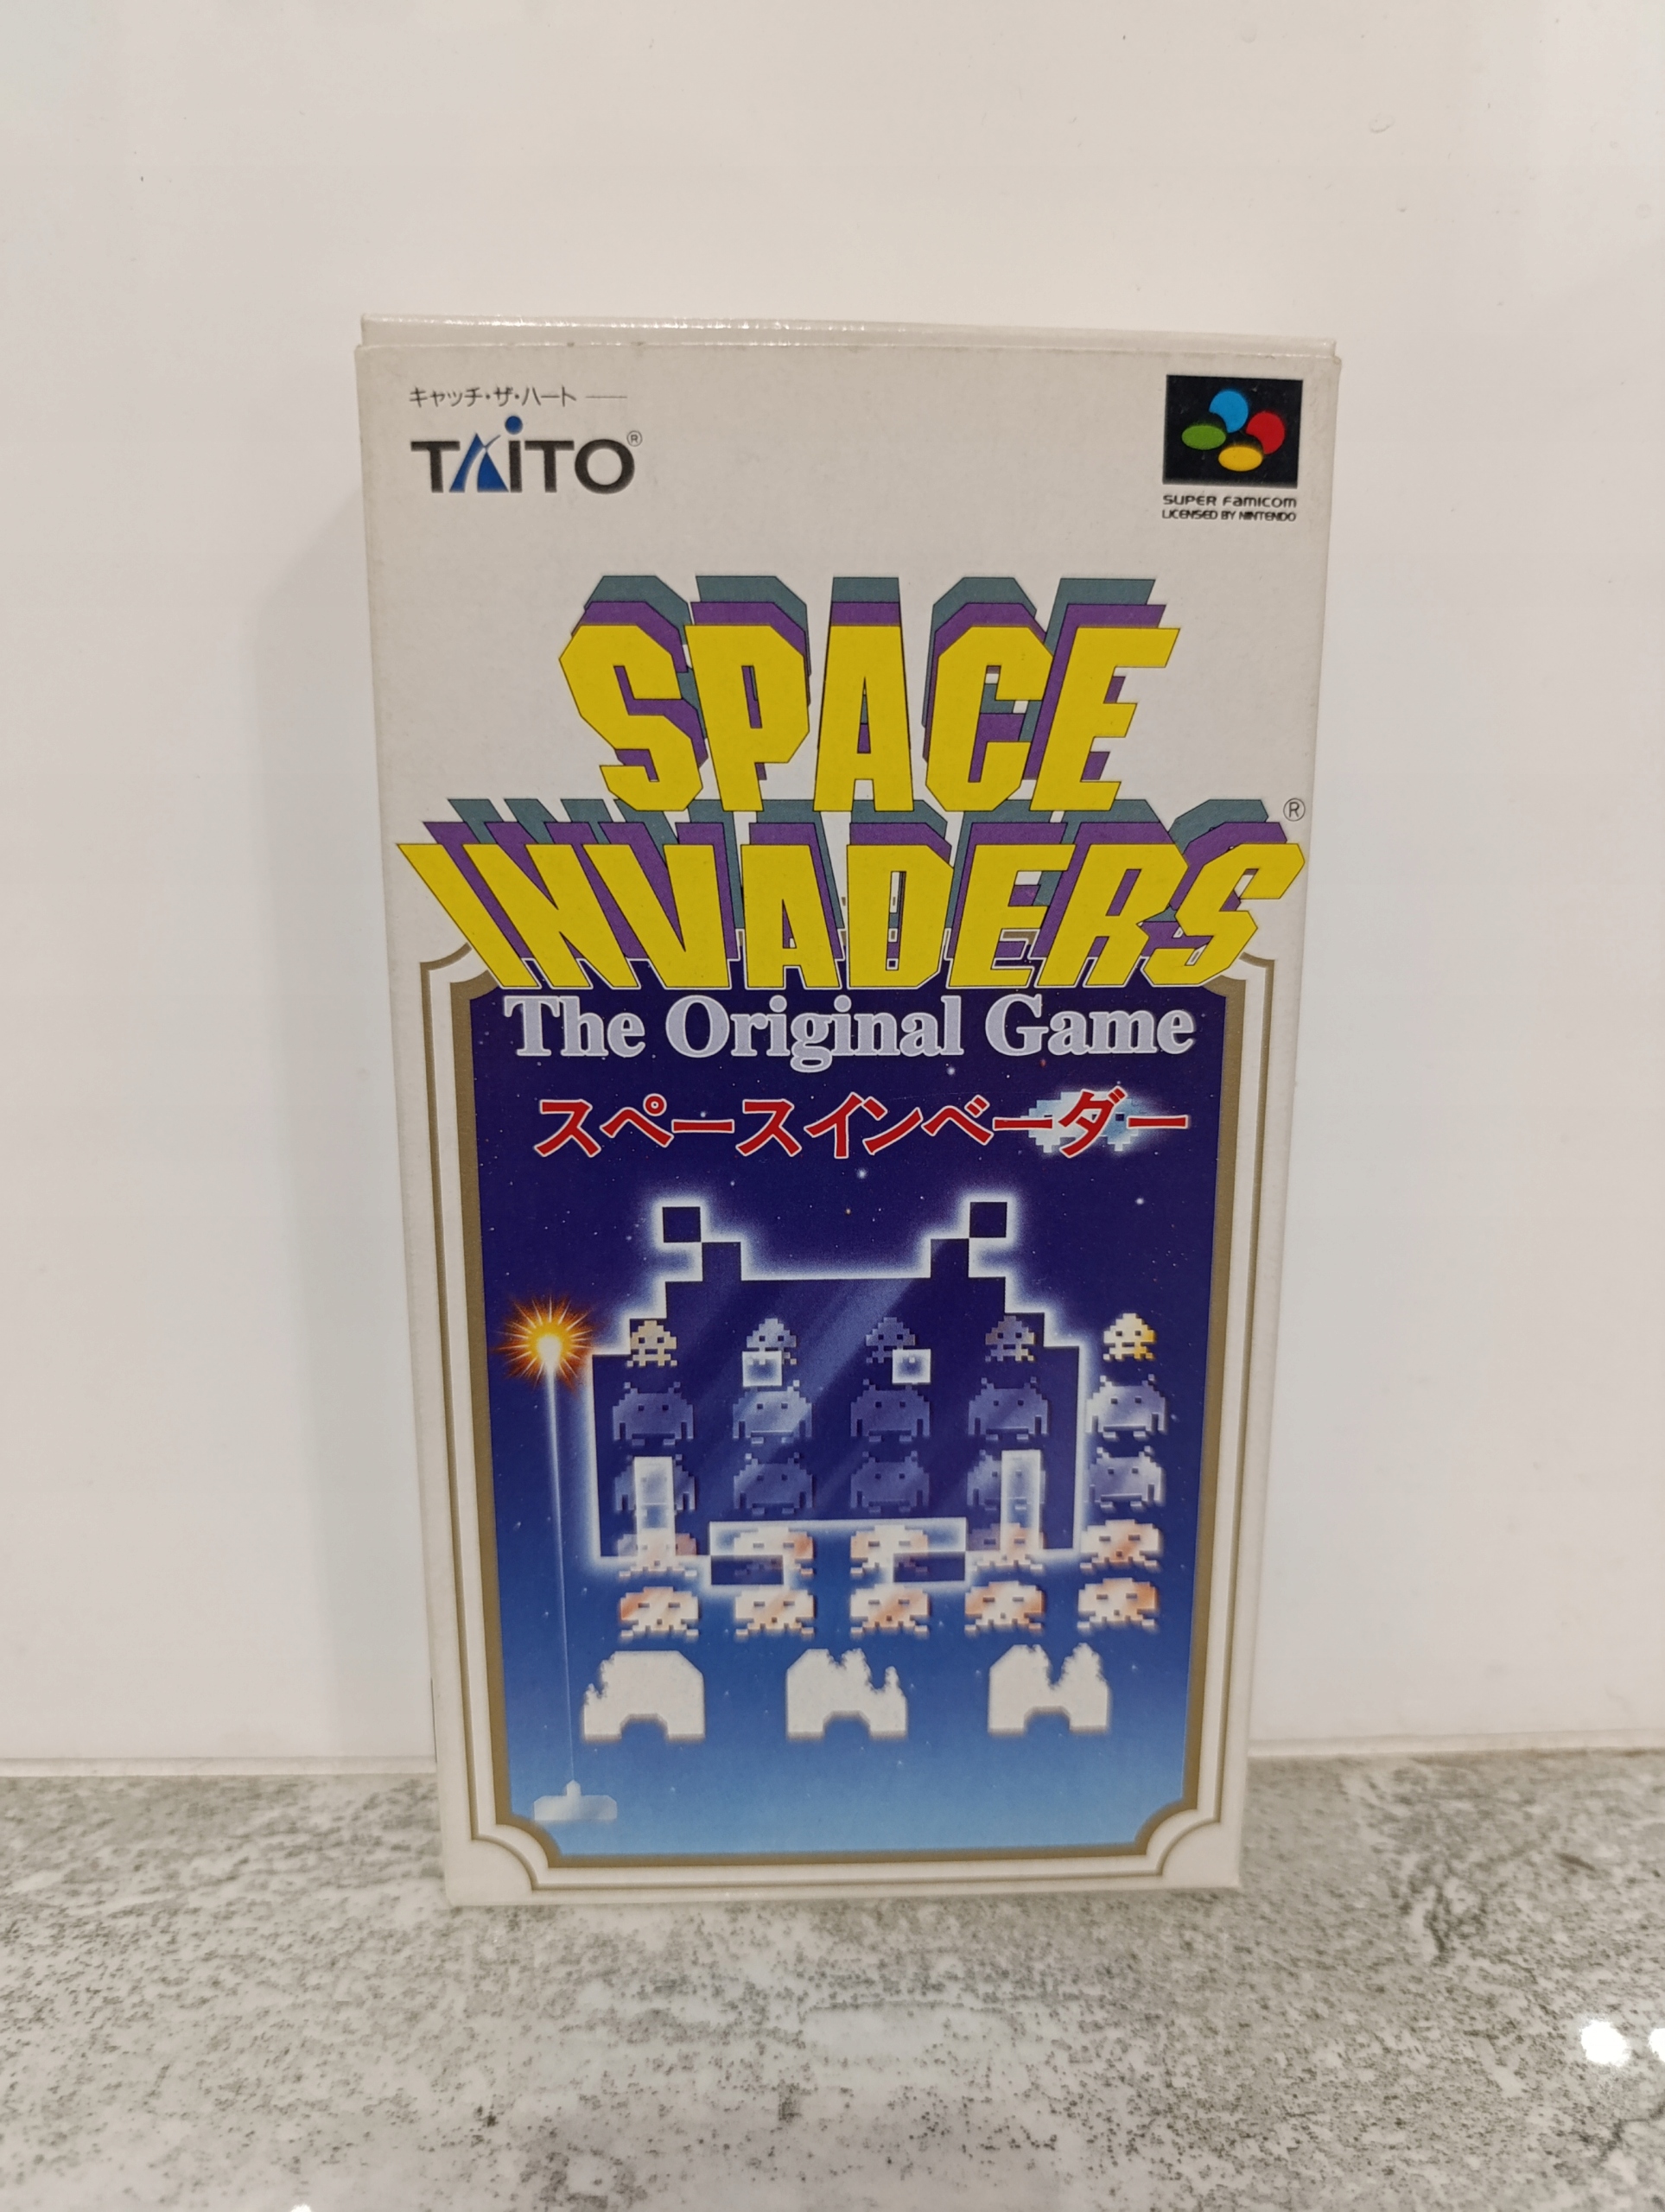 キャッチ・ザ・ハート
TAITO®
SUPER FAMICOM
LICENSED BY NINTENDO
SPACE
INVADERS®
The Original Game
スペースインベーダー